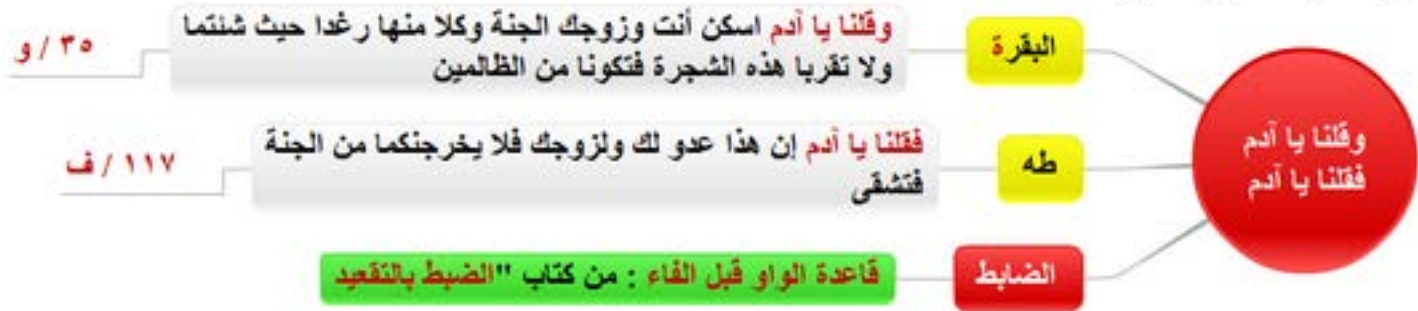 وقلنا يا آدم
فقلنا يا آدم
البقرة
وقلنا يا آدم اسكن أنت وزوجك الجنة وكلا منها رغدا حيث شئتما
ولا تقربا هذه الشجرة فتكونا من الظالمين
٣٥ / و
طه
فقلنا يا آدم إن هذا عدو لك ولزوجك فلا يخرجنكما من الجنة
فتشقى
١١٧ / ف
الضابط
قاعدة الواو قبل الفاء : من كتاب "الضبط بالتقعيد